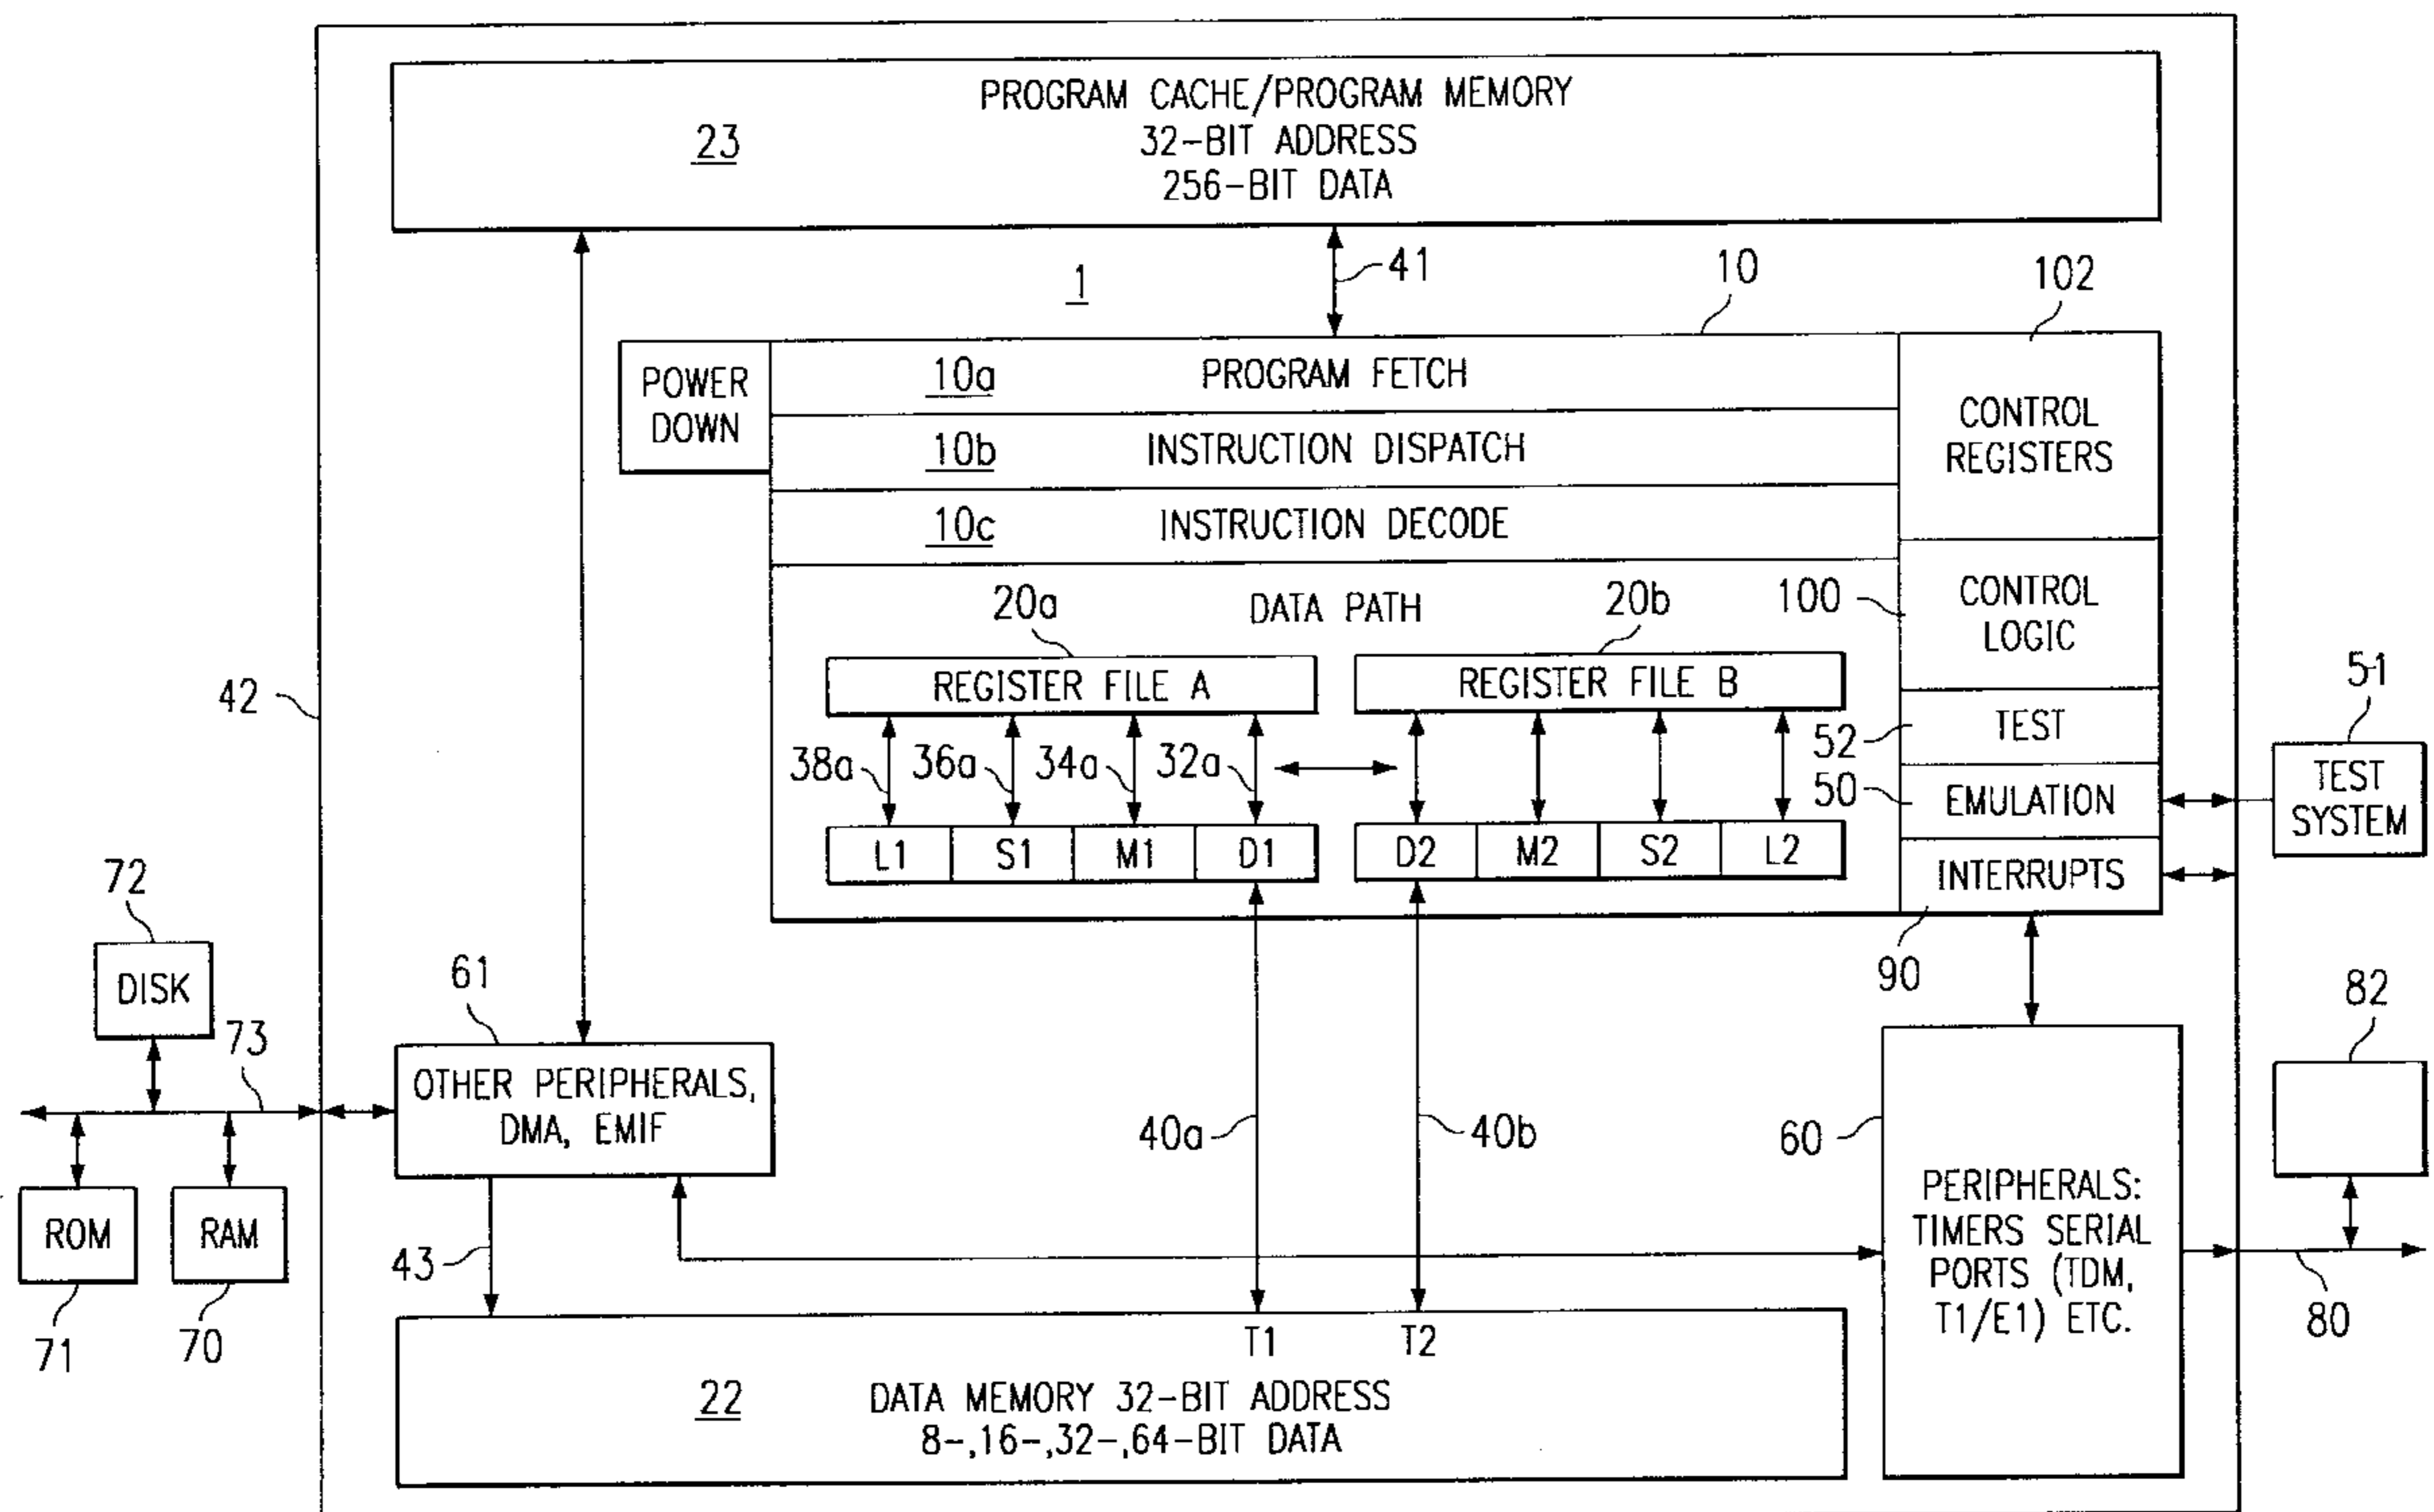 PROGRAM CACHE/PROGRAM MEMORY
32-BIT ADDRESS
256-BIT DATA
23
1
41
10
102
POWER
DOWN
10a
PROGRAM FETCH
10b
INSTRUCTION DISPATCH
10c
INSTRUCTION DECODE
CONTROL
REGISTERS
20a
DATA PATH
20b
100
CONTROL
LOGIC
REGISTER FILE A
REGISTER FILE B
42
51
52
TEST
38a
36a
34a
32a
50
EMULATION
TEST
SYSTEM
L1
S1
M1
D1
D2
M2
S2
L2
INTERRUPTS
72
DISK
90
61
73
82
OTHER PERIPHERALS,
DMA, EMIF
40a
40b
60
ROM
RAM
43
PERIPHERALS:
TIMERS SERIAL
PORTS (TDM,
T1/E1) ETC.
71
70
80
T1
T2
22
DATA MEMORY 32-BIT ADDRESS
8-,16-,32-,64-BIT DATA